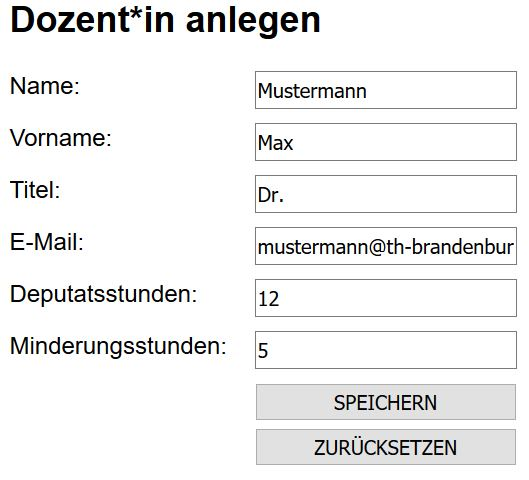 Dozent*in anlegen
Name: Mustermann
Vorname: Max
Titel: Dr.
E-Mail: mustermann@th-brandenbur
Deputatsstunden: 12
Minderungsstunden: 5
SPEICHERN
ZURÜCKSETZEN